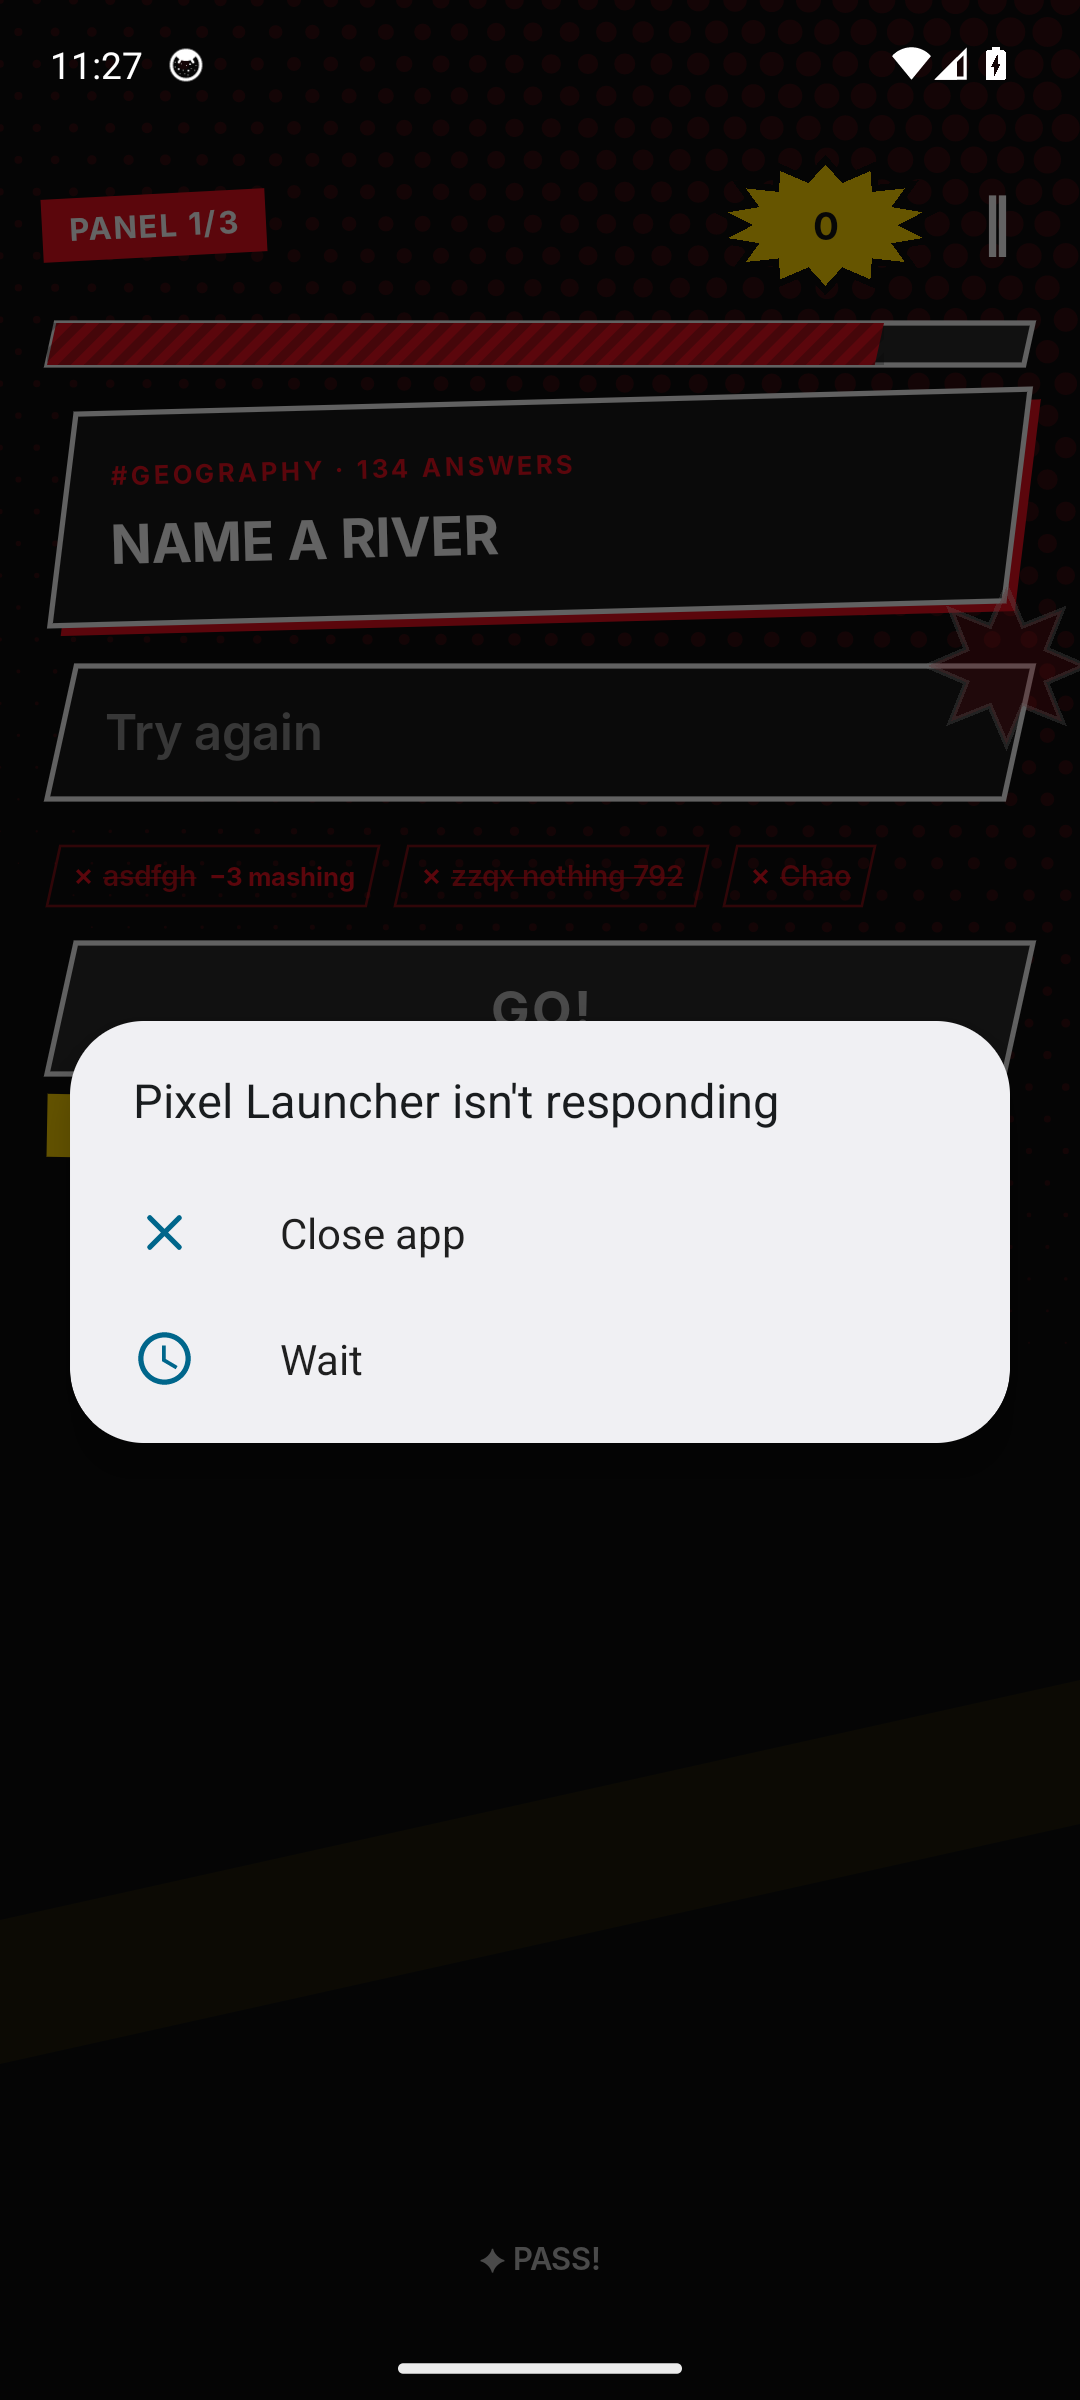 11:27
PANEL 1/3
0
#GEOGRAPHY · 134 ANSWERS
NAME A RIVER
Try again
× asdfgh −3 mashing × zzqx nothing 792 × Chao
GO!
Pixel Launcher isn't responding
Close app
Wait
PASS!